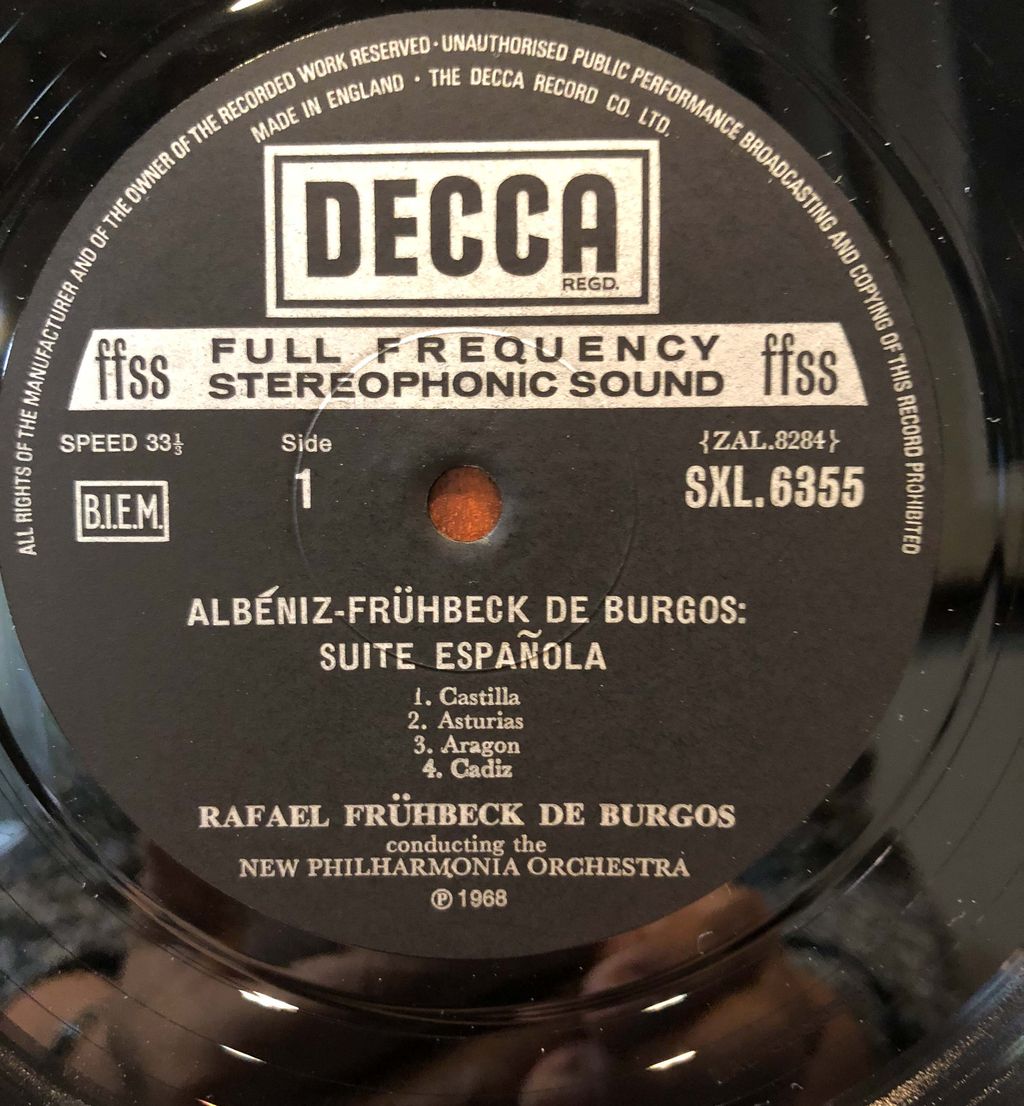 ALL RIGHTS OF THE MANUFACTURER AND OF THE OWNER OF THE RECORDED WORK RESERVED · UNAUTHORISED PUBLIC PERFORMANCE BROADCASTING AND COPYING OF THIS RECORD PROHIBITED
MADE IN ENGLAND · THE DECCA RECORD CO. LTD.
DECCA
REGD.
ffss FULL FREQUENCY ffss
STEREOPHONIC SOUND
SPEED 33⅓ Side {ZAL.8284}
B.I.E.M. 1 SXL.6355
ALBÉNIZ-FRÜHBECK DE BURGOS:
SUITE ESPAÑOLA
1. Castilla
2. Asturias
3. Aragon
4. Cadiz
RAFAEL FRÜHBECK DE BURGOS
conducting the
NEW PHILHARMONIA ORCHESTRA
℗ 1968